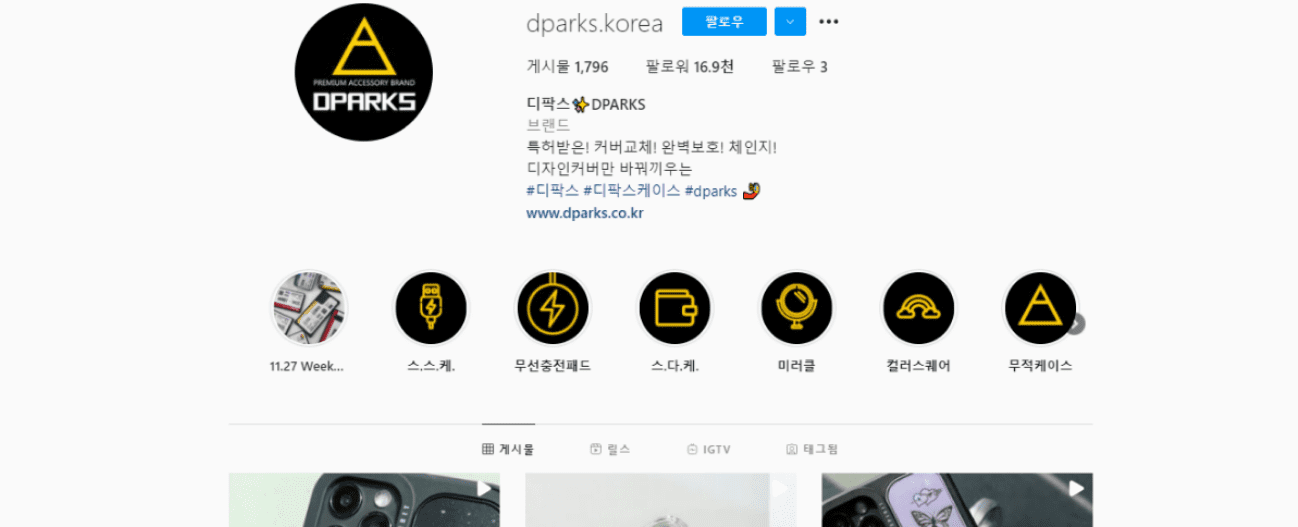 PREMIUM ACCESSORY BRAND
DPARKS
dparks.korea 팔로우
게시물 1,796 팔로워 16.9천 팔로우 3
디팍스✨DPARKS
브랜드
특허받은! 커버교체! 완벽보호! 체인지!
디자인커버만 바꿔끼우는
#디팍스 #디팍스케이스 #dparks 🤳
www.dparks.co.kr
11.27 Week... 스.스.케. 무선충전패드 스.다.케. 미러클 컬러스퀘어 무적케이스
게시물 릴스 IGTV 태그됨